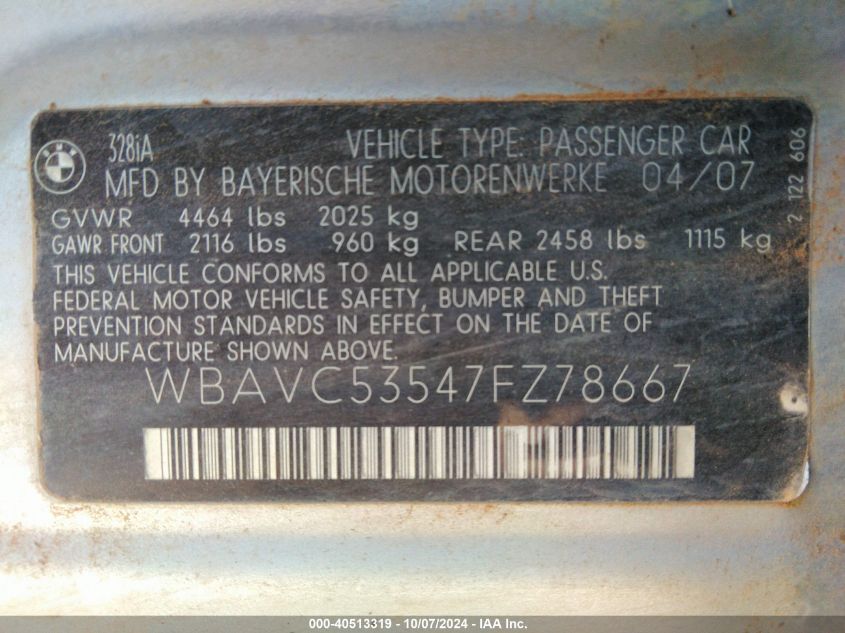 BMW
328iA VEHICLE TYPE: PASSENGER CAR
MFD BY BAYERISCHE MOTORENWERKE 04/07
GVWR 4464 lbs 2025 kg
GAWR FRONT 2116 lbs 960 kg REAR 2458 lbs 1115 kg
THIS VEHICLE CONFORMS TO ALL APPLICABLE U.S.
FEDERAL MOTOR VEHICLE SAFETY, BUMPER AND THEFT
PREVENTION STANDARDS IN EFFECT ON THE DATE OF
MANUFACTURE SHOWN ABOVE.
WBAVC53547FZ78667
2 122 606
000-40513319 - 10/07/2024 - IAA Inc.